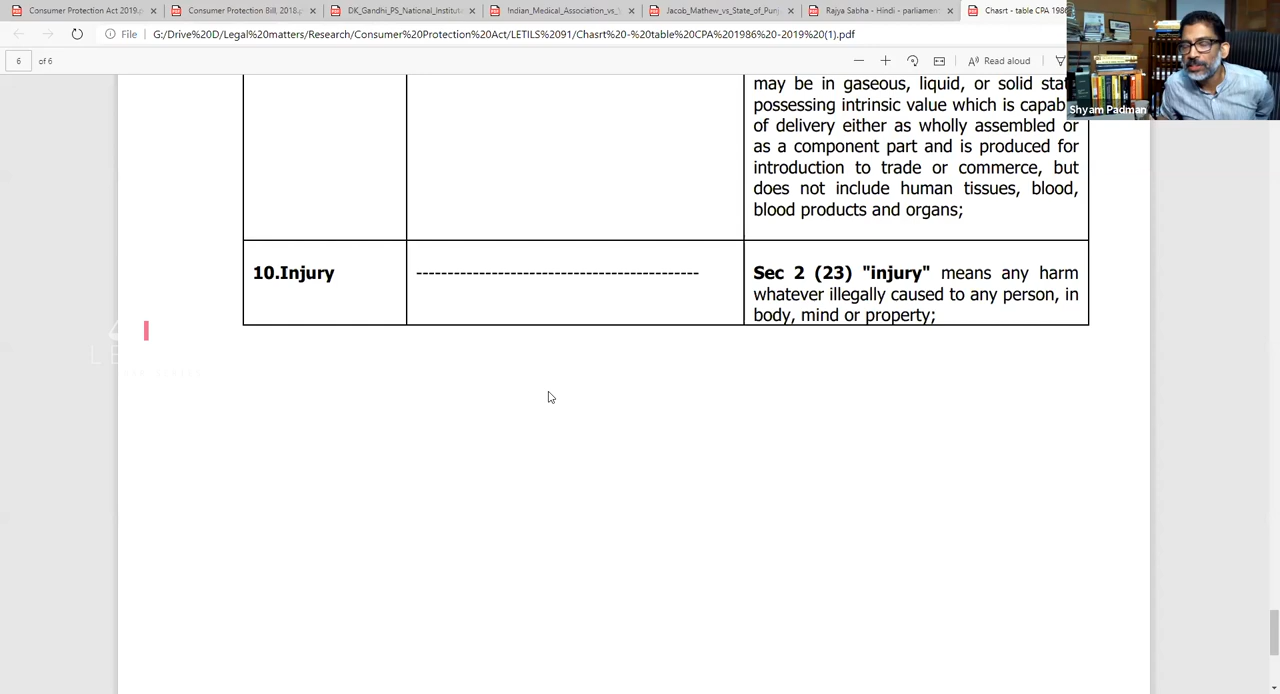 Consumer Protection Act 2019.p
Consumer Protection Bill, 2018.p
DK_Gandhi_PS_National_Institut
Indian_Medical_Association_vs_
Jacob_Mathew_vs_State_of_Pun
Rajya Sabha - Hindi - parliamen
Chasrt - table CPA 1986
File
G:/Drive%20D/Legal%20matters/Research/Consumer%20Protection%20Act/LETILS%2091/Chasrt%20-%20table%20CPA%201986%20-2019%20(1).pdf
6 of 6
Read aloud
Shyam Padman
may be in gaseous, liquid, or solid stat
possessing intrinsic value which is capab
of delivery either as wholly assembled or
as a component part and is produced for
introduction to trade or commerce, but
does not include human tissues, blood,
blood products and organs;
10.Injury
---------------------------------------------
Sec 2 (23) "injury" means any harm
whatever illegally caused to any person, in
body, mind or property;